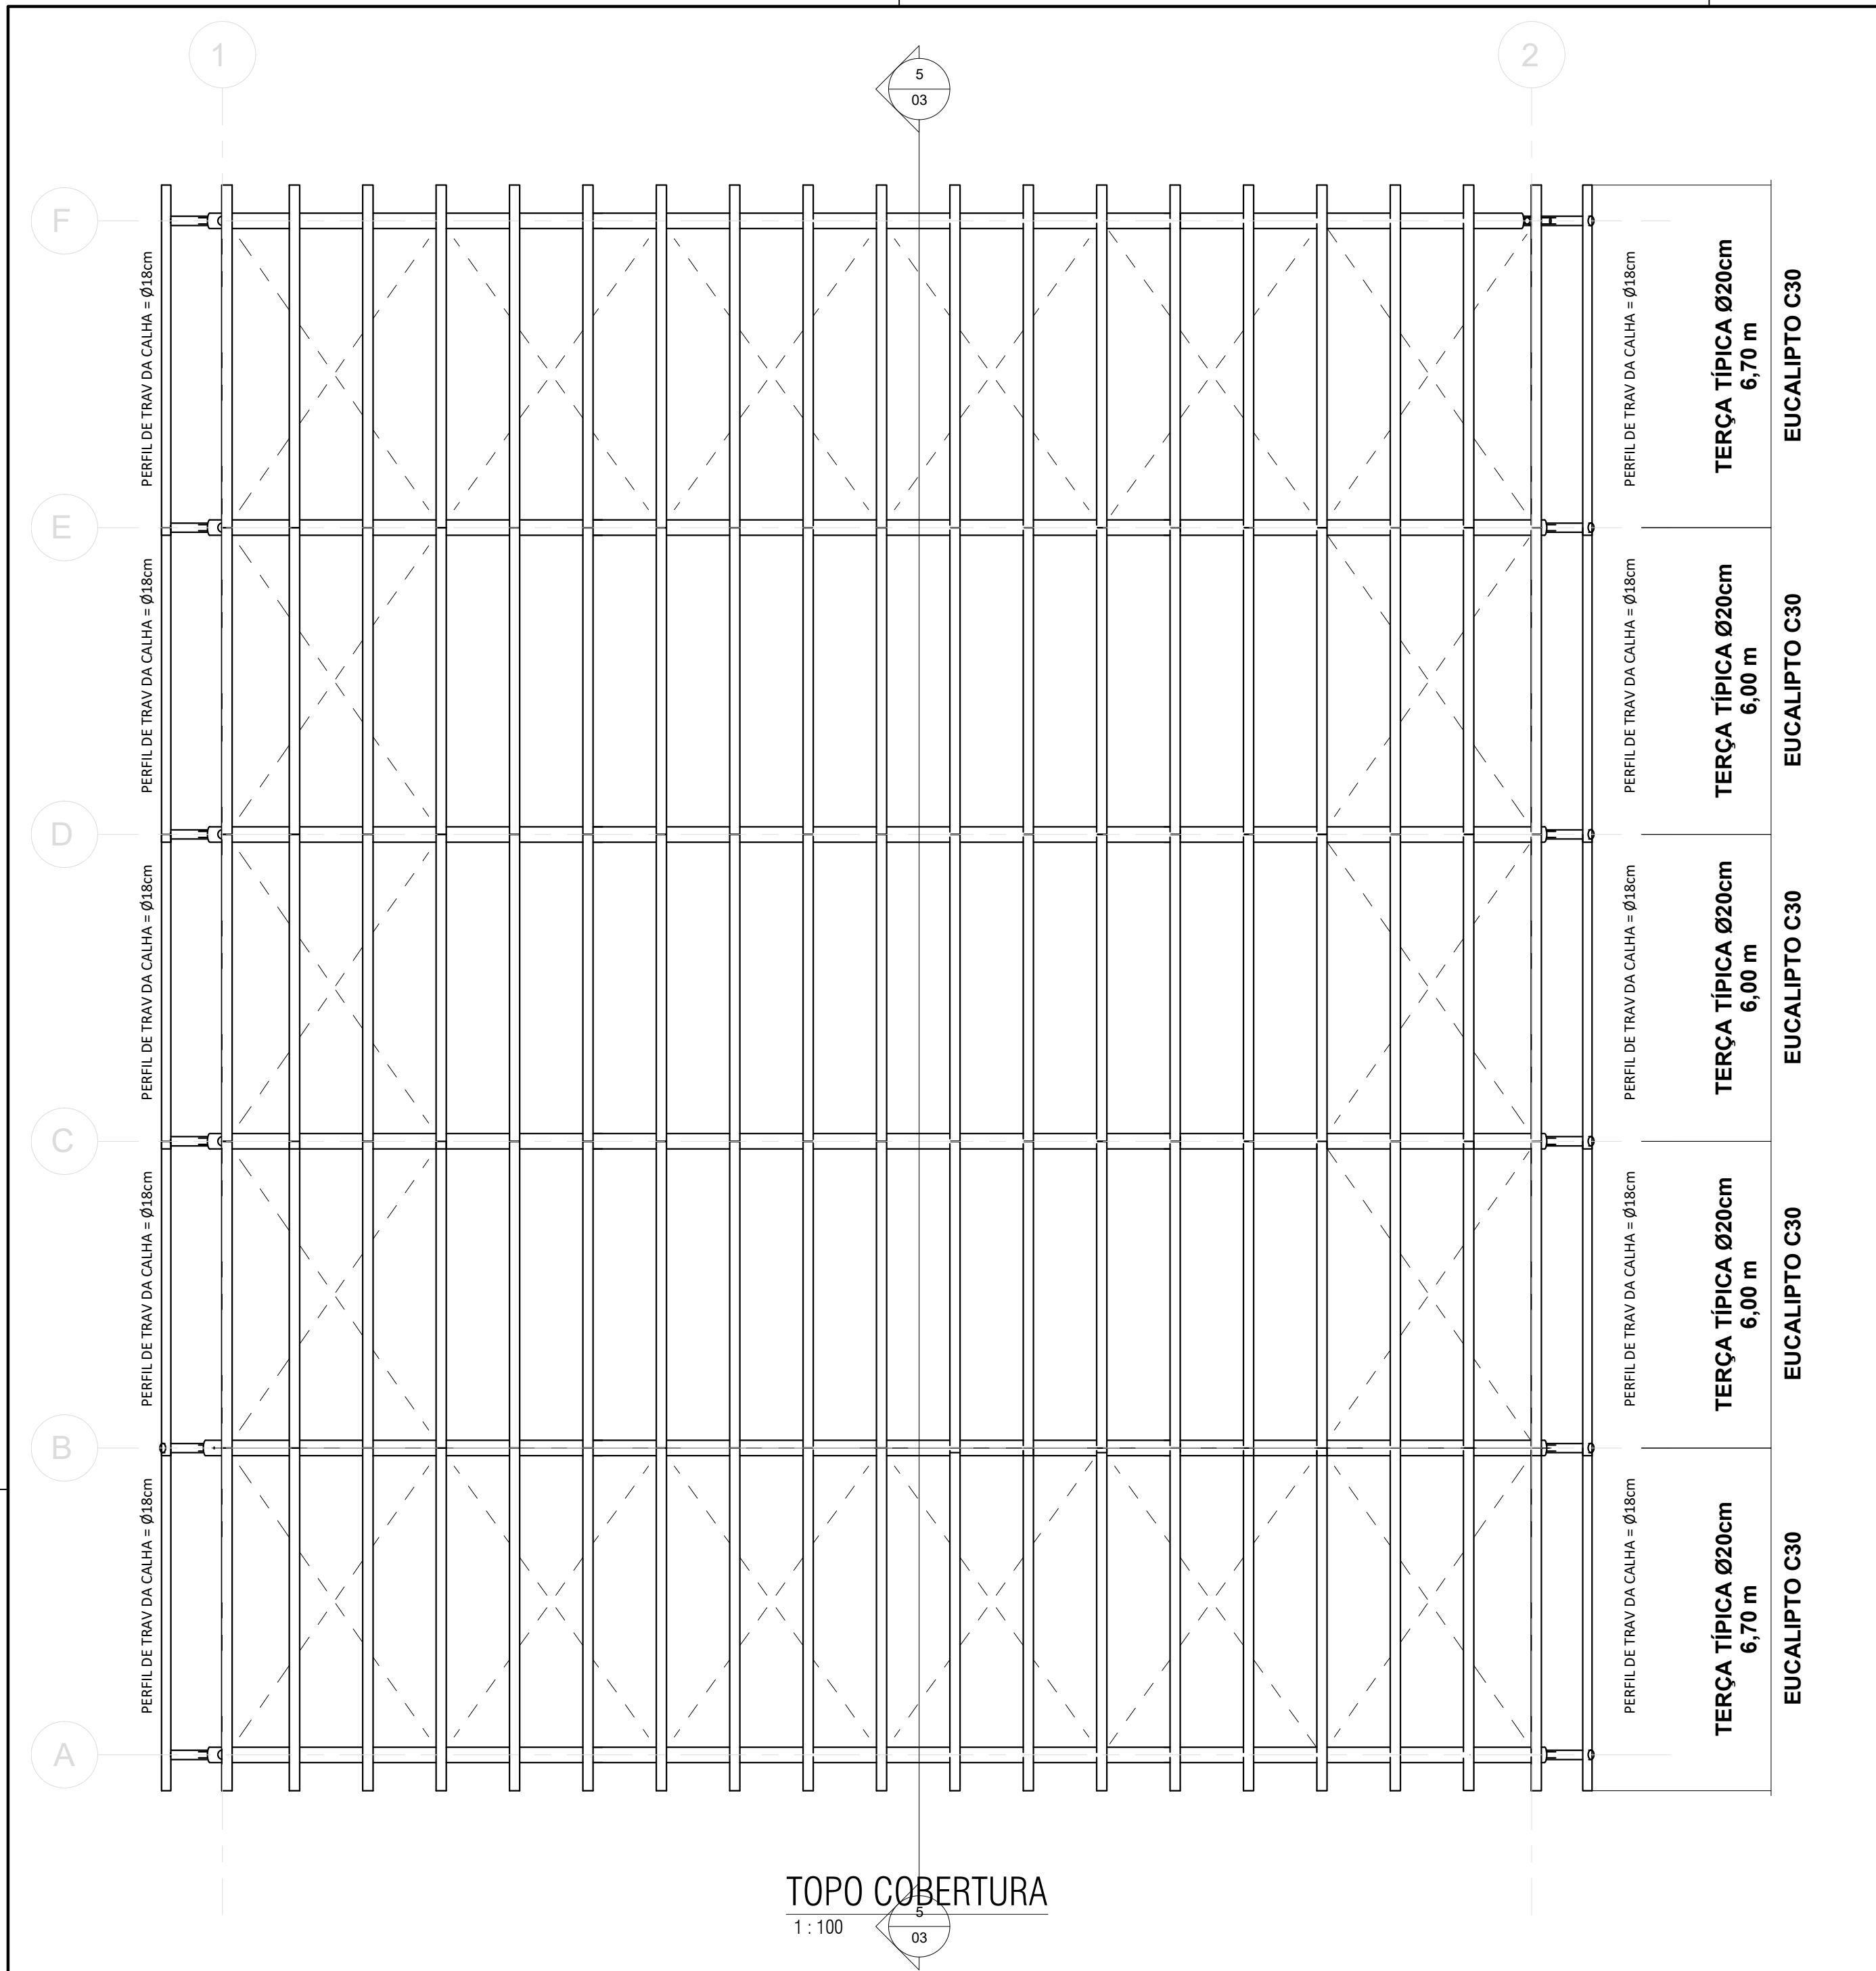 1
5
03
2
F
PERFIL DE TRAV DA CALHA = Ø18cm
PERFIL DE TRAV DA CALHA = Ø18cm
TERÇA TÍPICA Ø20cm
6,70 m
EUCALIPTO C30
E
PERFIL DE TRAV DA CALHA = Ø18cm
PERFIL DE TRAV DA CALHA = Ø18cm
TERÇA TÍPICA Ø20cm
6,00 m
EUCALIPTO C30
D
PERFIL DE TRAV DA CALHA = Ø18cm
PERFIL DE TRAV DA CALHA = Ø18cm
TERÇA TÍPICA Ø20cm
6,00 m
EUCALIPTO C30
C
PERFIL DE TRAV DA CALHA = Ø18cm
PERFIL DE TRAV DA CALHA = Ø18cm
TERÇA TÍPICA Ø20cm
6,00 m
EUCALIPTO C30
B
PERFIL DE TRAV DA CALHA = Ø18cm
PERFIL DE TRAV DA CALHA = Ø18cm
TERÇA TÍPICA Ø20cm
6,70 m
EUCALIPTO C30
A
TOPO COBERTURA
1 : 100
5
03